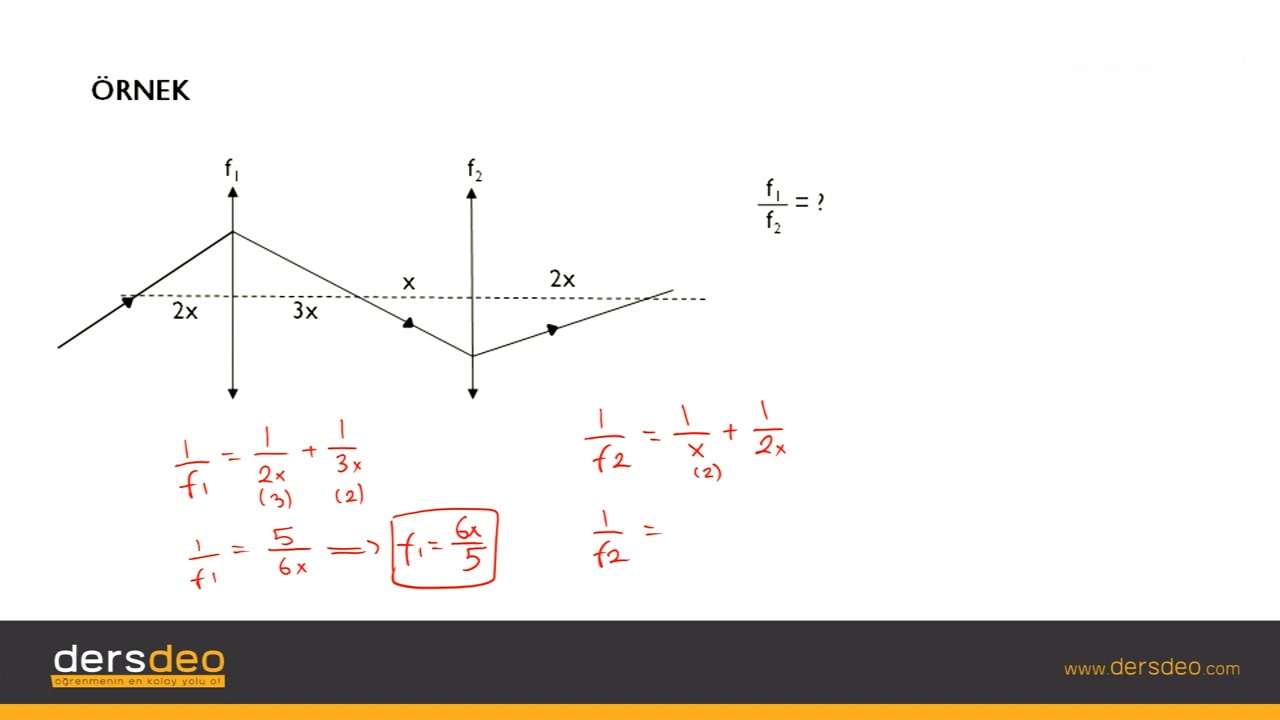 ÖRNEK
f₁
f₂
f₁/f₂ = ?
x
2x
2x
3x
1/f₁ = 1/2x + 1/3x
(3) (2)
1/f₂ = 1/x + 1/2x
(2)
1/f₁ = 5/6x ⟹ f₁ = 6x/5
1/f₂ =
dersdeo
öğrenmenin en kolay yolu o!
www.dersdeo.com